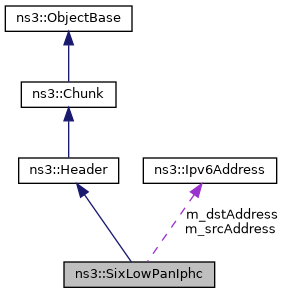 ns3::ObjectBase
ns3::Chunk
ns3::Header
ns3::Ipv6Address
m_dstAddress
m_srcAddress
ns3::SixLowPanIphc